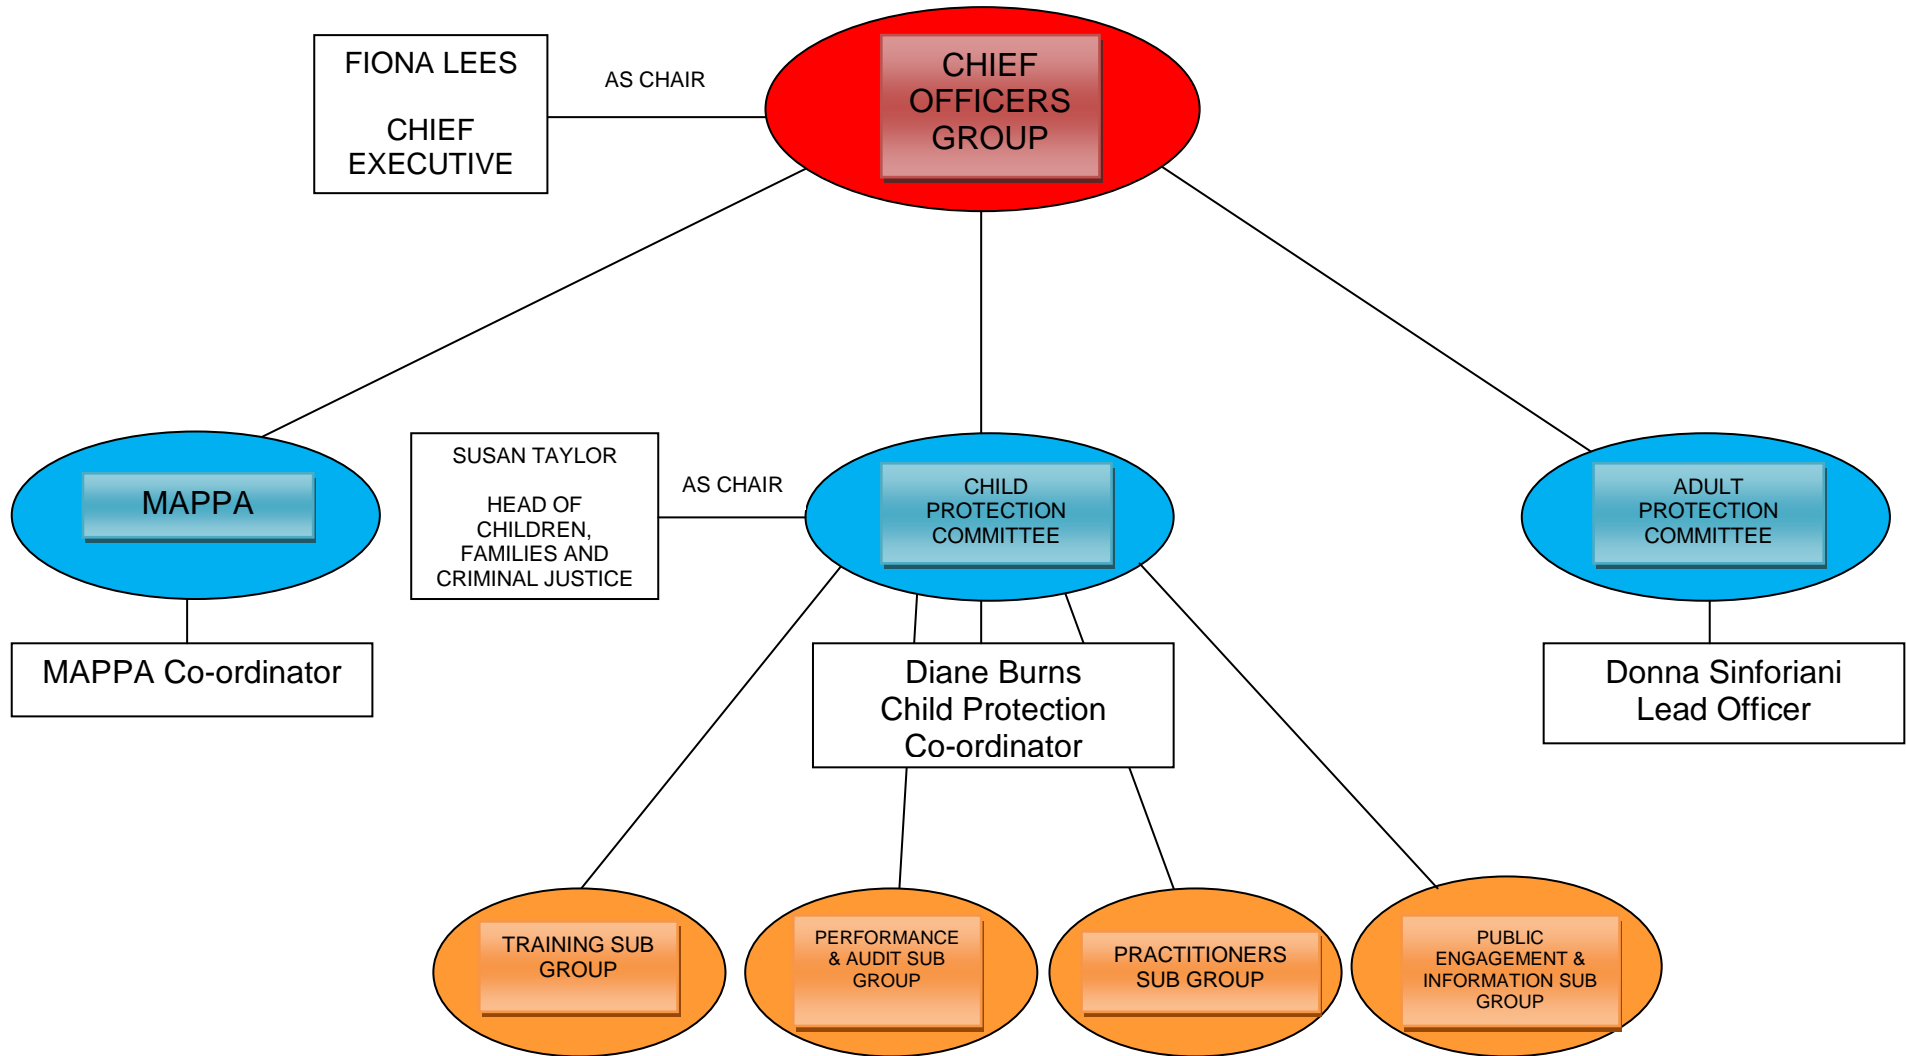 FIONA LEES
CHIEF
EXECUTIVE
AS CHAIR
CHIEF
OFFICERS
GROUP
MAPPA
SUSAN TAYLOR
HEAD OF
CHILDREN,
FAMILIES AND
CRIMINAL JUSTICE
AS CHAIR
CHILD
PROTECTION
COMMITTEE
ADULT
PROTECTION
COMMITTEE
MAPPA Co-ordinator
Diane Burns
Child Protection
Co-ordinator
Donna Sinforiani
Lead Officer
TRAINING SUB
GROUP
PERFORMANCE
& AUDIT SUB
GROUP
PRACTITIONERS
SUB GROUP
PUBLIC
ENGAGEMENT &
INFORMATION SUB
GROUP